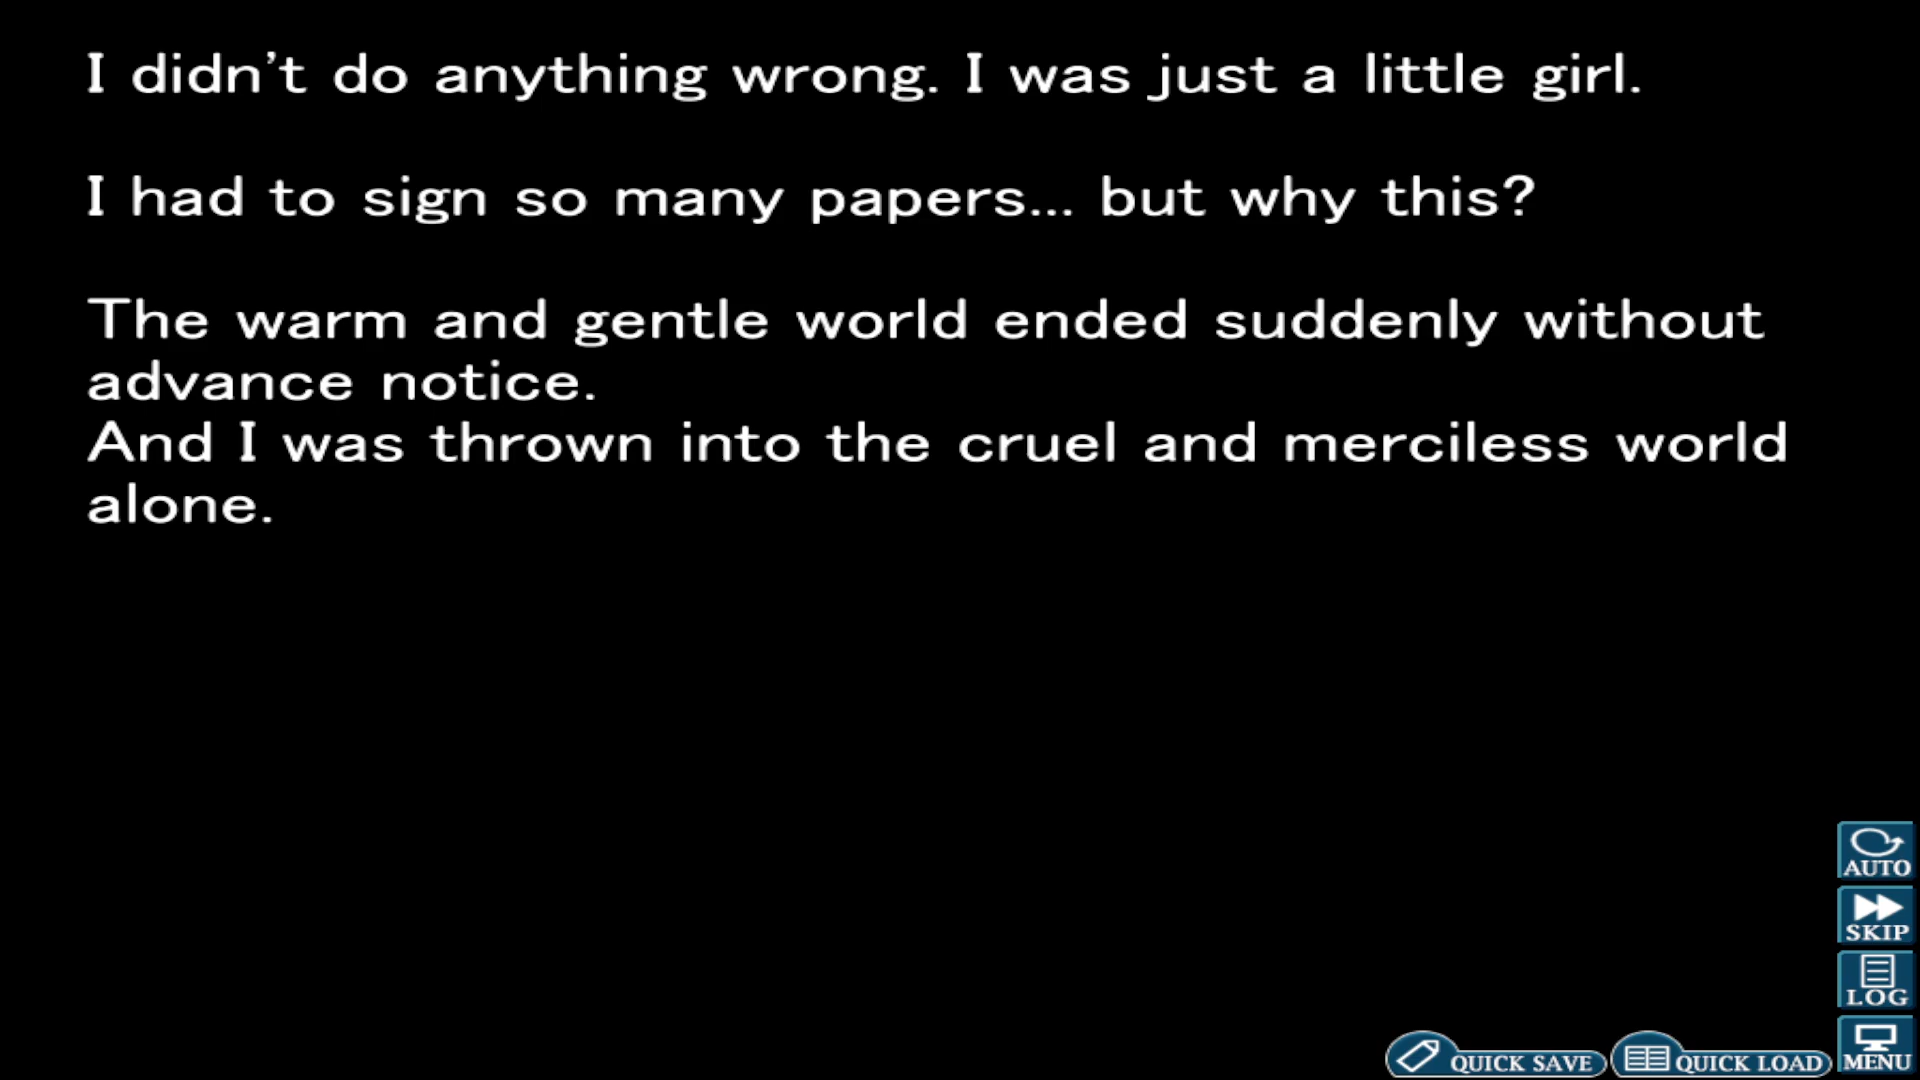 I didn't do anything wrong. I was just a little girl.
I had to sign so many papers... but why this?
The warm and gentle world ended suddenly without
advance notice.
And I was thrown into the cruel and merciless world
alone.
AUTO
SKIP
LOG
QUICK SAVE
QUICK LOAD
MENU